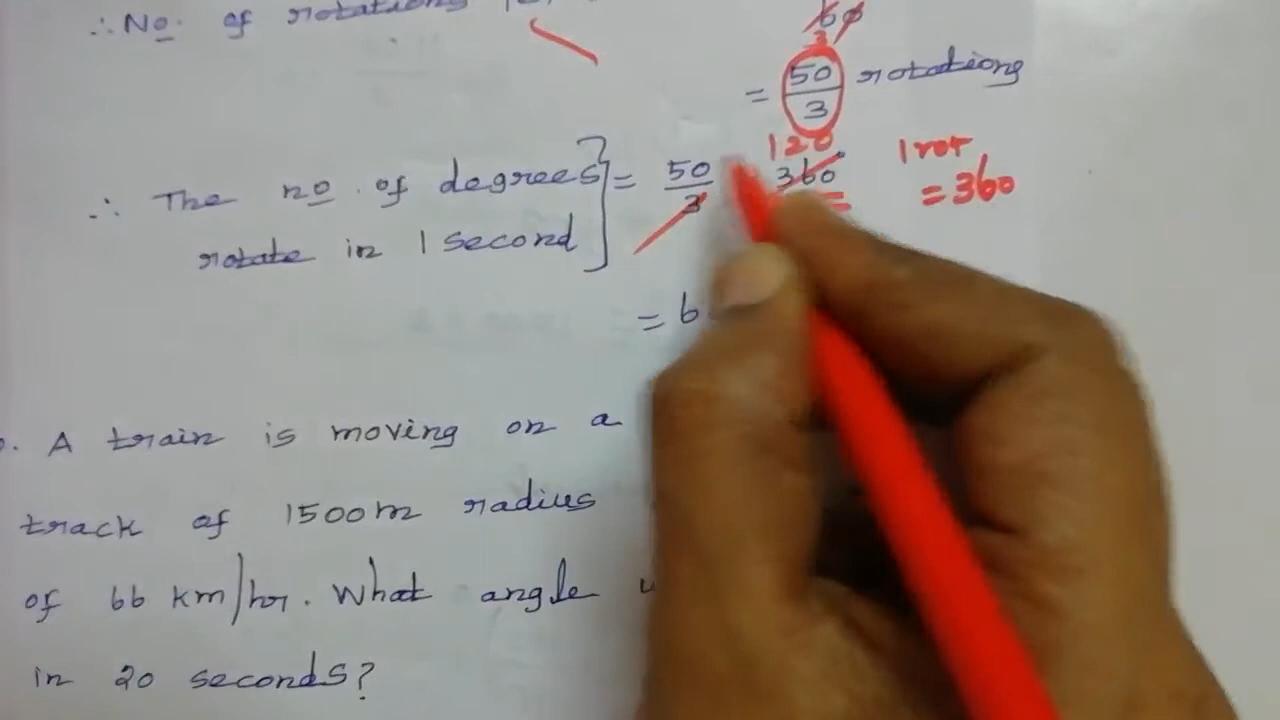 ∴ No. of rotations
60
3
= 50/3 rotations
120 1 rot
∴ The no. of degrees } = 50/3 360 = 360
rotate in 1 second
= 6
. A train is moving on a
track of 1500m radius
of 66 km/hr. What angle
in 20 seconds?